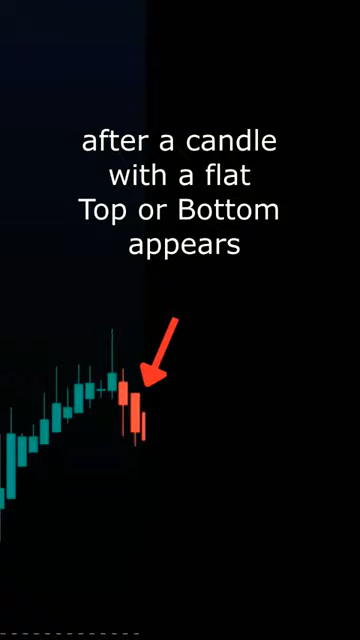 after a candle
with a flat
Top or Bottom
appears